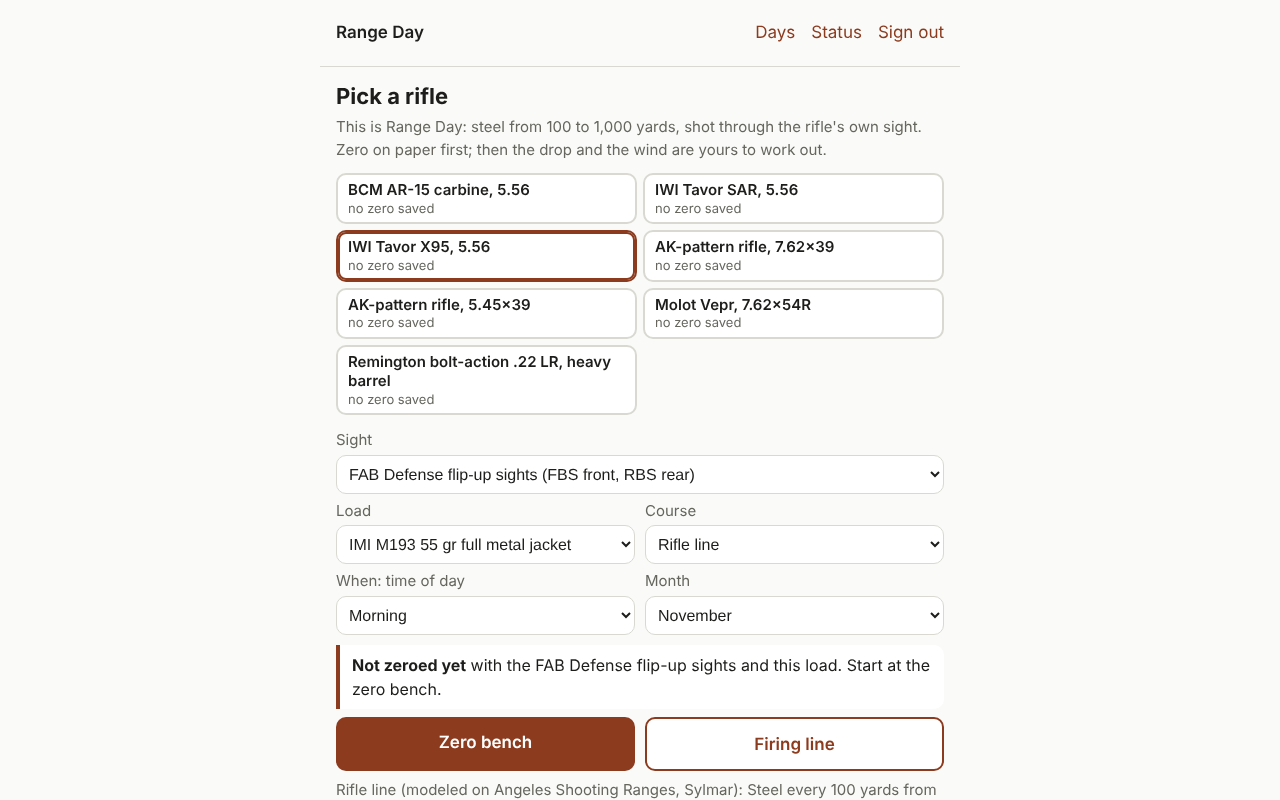 Range Day
Days Status Sign out
Pick a rifle
This is Range Day: steel from 100 to 1,000 yards, shot through the rifle's own sight.
Zero on paper first; then the drop and the wind are yours to work out.
BCM AR-15 carbine, 5.56
no zero saved
IWI Tavor SAR, 5.56
no zero saved
IWI Tavor X95, 5.56
no zero saved
AK-pattern rifle, 7.62×39
no zero saved
AK-pattern rifle, 5.45×39
no zero saved
Molot Vepr, 7.62×54R
no zero saved
Remington bolt-action .22 LR, heavy
barrel
no zero saved
Sight
FAB Defense flip-up sights (FBS front, RBS rear)
Load
IMI M193 55 gr full metal jacket
Course
Rifle line
When: time of day
Morning
Month
November
Not zeroed yet with the FAB Defense flip-up sights and this load. Start at the
zero bench.
Zero bench
Firing line
Rifle line (modeled on Angeles Shooting Ranges, Sylmar): Steel every 100 yards from